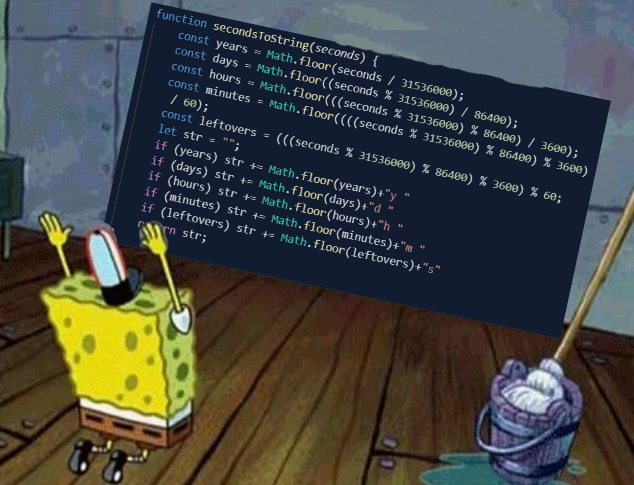 function secondsToString(seconds) {
const years = Math.floor(seconds / 31536000);
const days = Math.floor((seconds % 31536000) / 86400);
const hours = Math.floor(((seconds % 31536000) % 86400) / 3600);
const minutes = Math.floor((((seconds % 31536000) % 86400) % 3600)
/ 60);
const leftovers = (((seconds % 31536000) % 86400) % 3600) % 60;
let str = "";
if (years) str += Math.floor(years)+"y "
if (days) str += Math.floor(days)+"d "
if (hours) str += Math.floor(hours)+"h "
if (minutes) str += Math.floor(minutes)+"m "
if (leftovers) str += Math.floor(leftovers)+"s"
str;